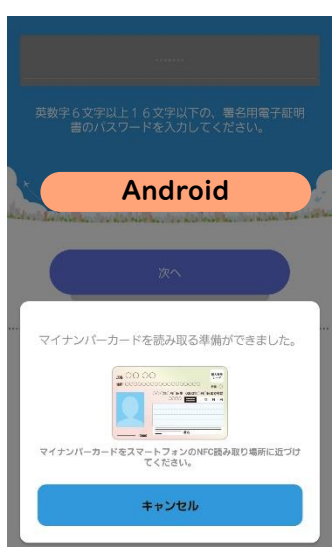 英数字６文字以上１６文字以下の、署名用電子証明
書のパスワードを入力してください。
Android
次へ
マイナンバーカードを読み取る準備ができました。
マイナンバーカードをスマートフォンのNFC読み取り場所に近づけ
てください。
キャンセル